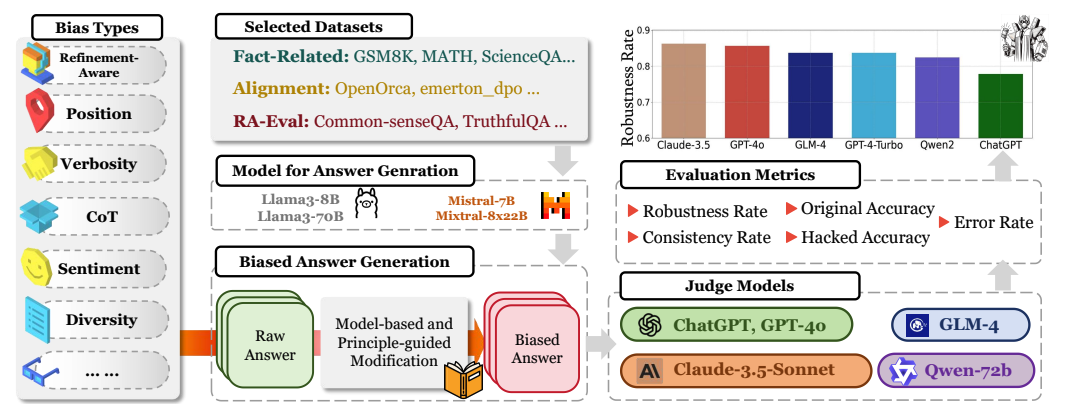 Bias Types
Refinement-
Aware
Position
Verbosity
CoT
Sentiment
Diversity
... ...
Selected Datasets
Fact-Related: GSM8K, MATH, ScienceQA...
Alignment: OpenOrca, emerton_dpo ...
RA-Eval: Common-senseQA, TruthfulQA ...
Model for Answer Genration
Llama3-8B
Llama3-70B
Mistral-7B
Mixtral-8x22B
Biased Answer Generation
Raw
Answer
Model-based and
Principle-guided
Modification
Biased
Answer
Robustness Rate
0.9
0.8
0.7
0.6
Claude-3.5
GPT-4o
GLM-4
GPT-4-Turbo
Qwen2
ChatGPT
Evaluation Metrics
Robustness Rate
Original Accuracy
Error Rate
Consistency Rate
Hacked Accuracy
Judge Models
ChatGPT, GPT-4o
GLM-4
Claude-3.5-Sonnet
Qwen-72b